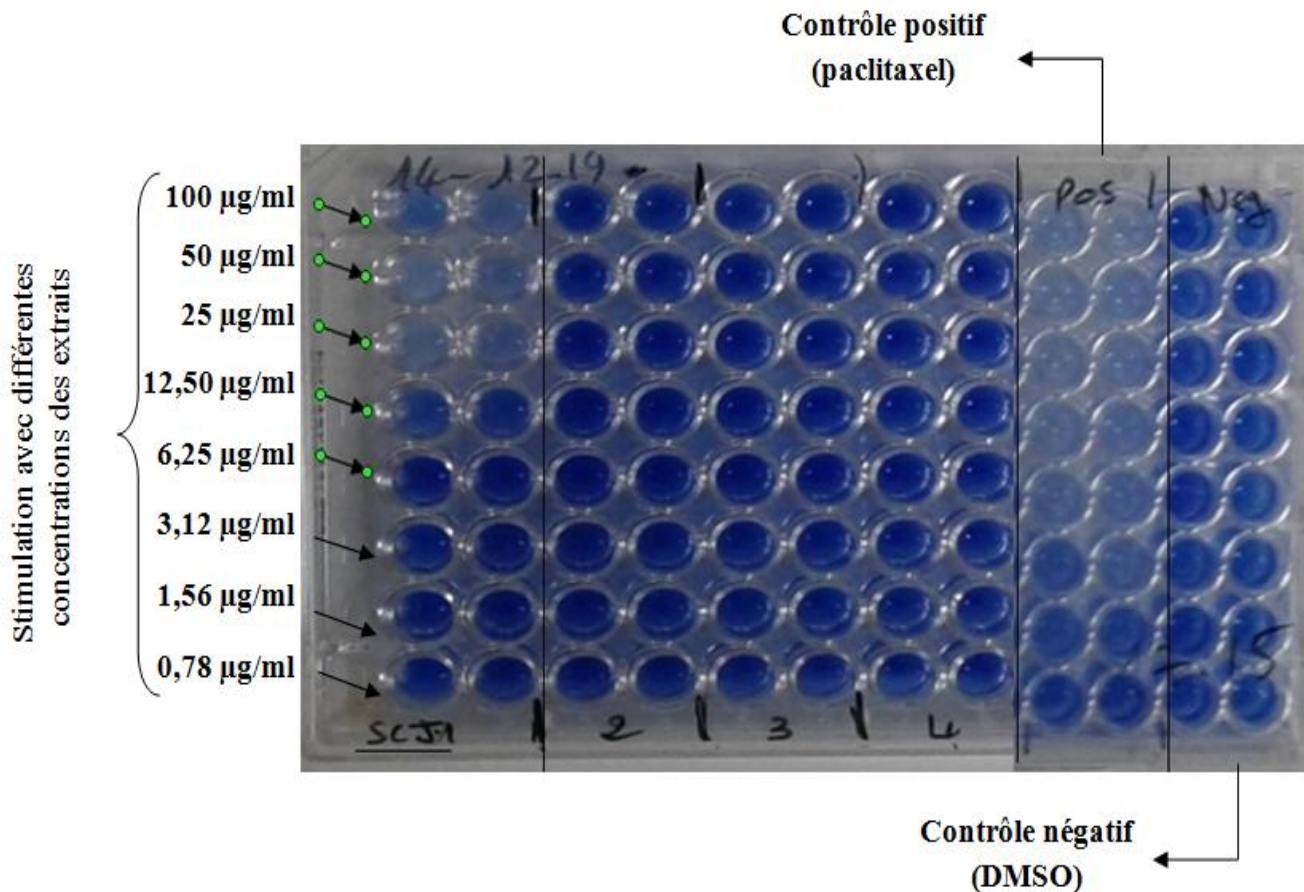 Contrôle positif
(paclitaxel)
Stimulation avec différentes
concentrations des extraits
100 µg/ml
50 µg/ml
25 µg/ml
12,50 µg/ml
6,25 µg/ml
3,12 µg/ml
1,56 µg/ml
0,78 µg/ml
14-12-19-
Pos
Neg
= 15
SCJ1
2
3
4
Contrôle négatif
(DMSO)